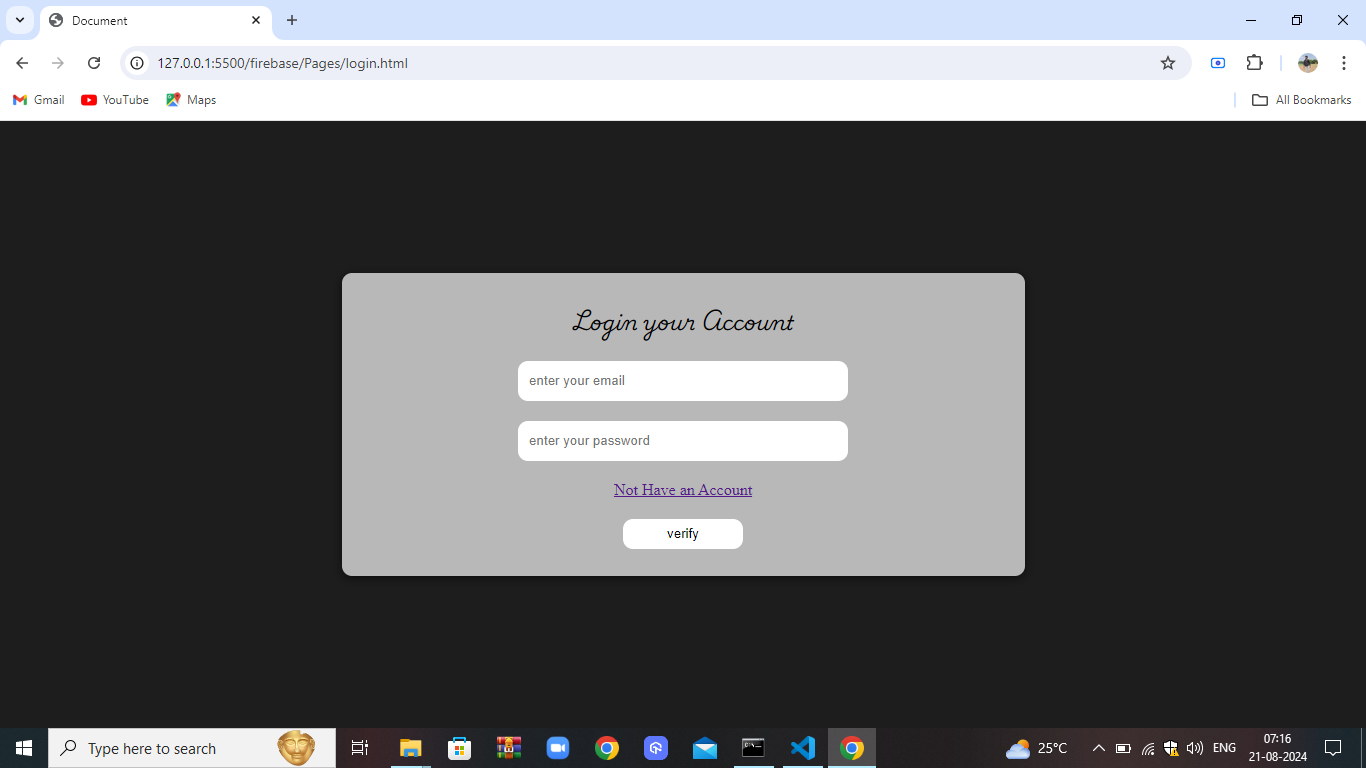 Document
127.0.0.1:5500/firebase/Pages/login.html
Gmail
YouTube
Maps
All Bookmarks
Login your Account
enter your email
enter your password
Not Have an Account
verify
Type here to search
25°C
ENG
07:16
21-08-2024